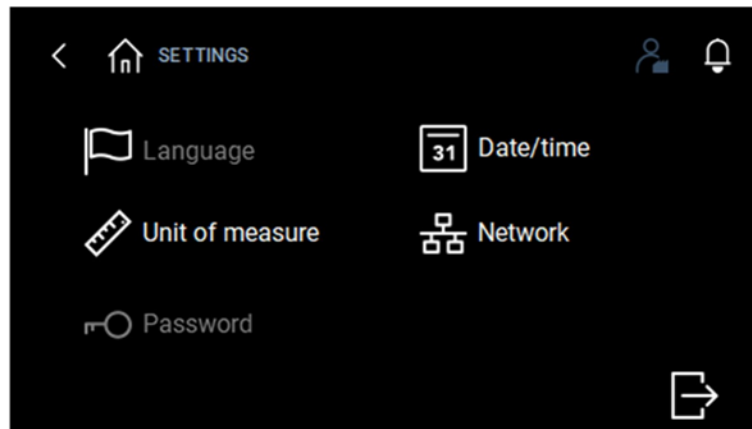 SETTINGS
Language
31 Date/time
Unit of measure
Network
Password